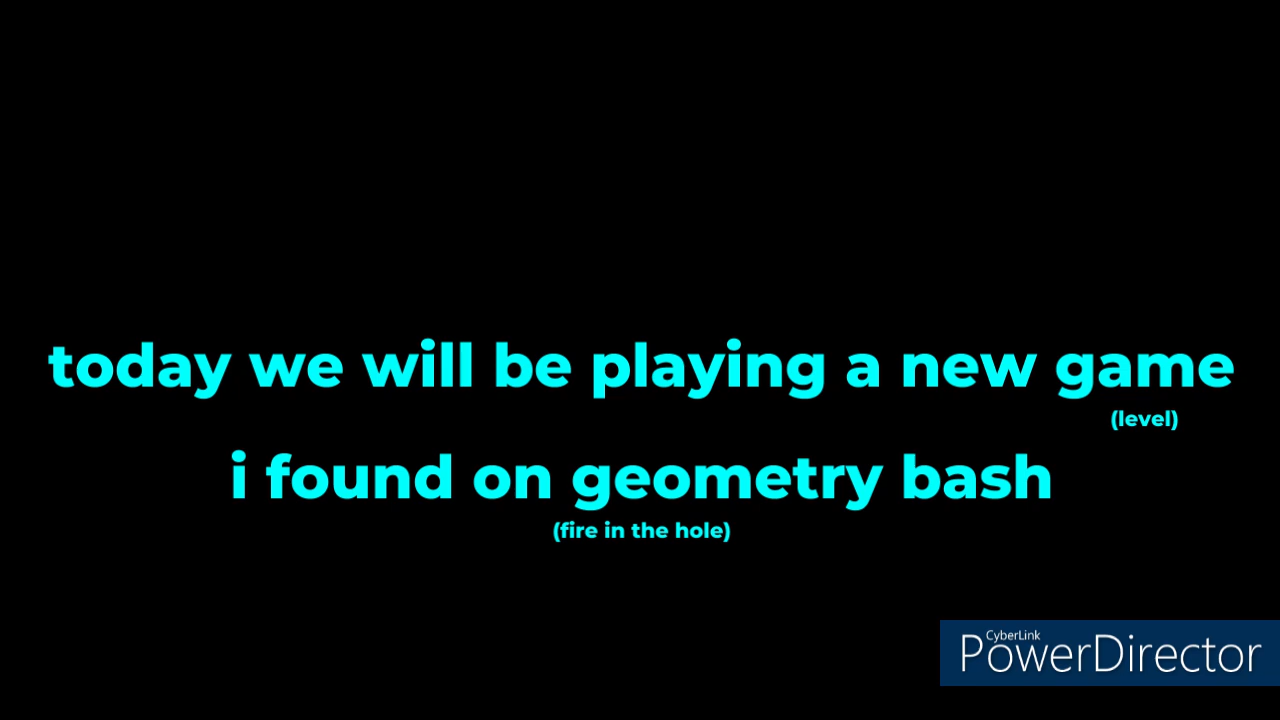 today we will be playing a new game
(level)
i found on geometry bash
(fire in the hole)
CyberLink
PowerDirector